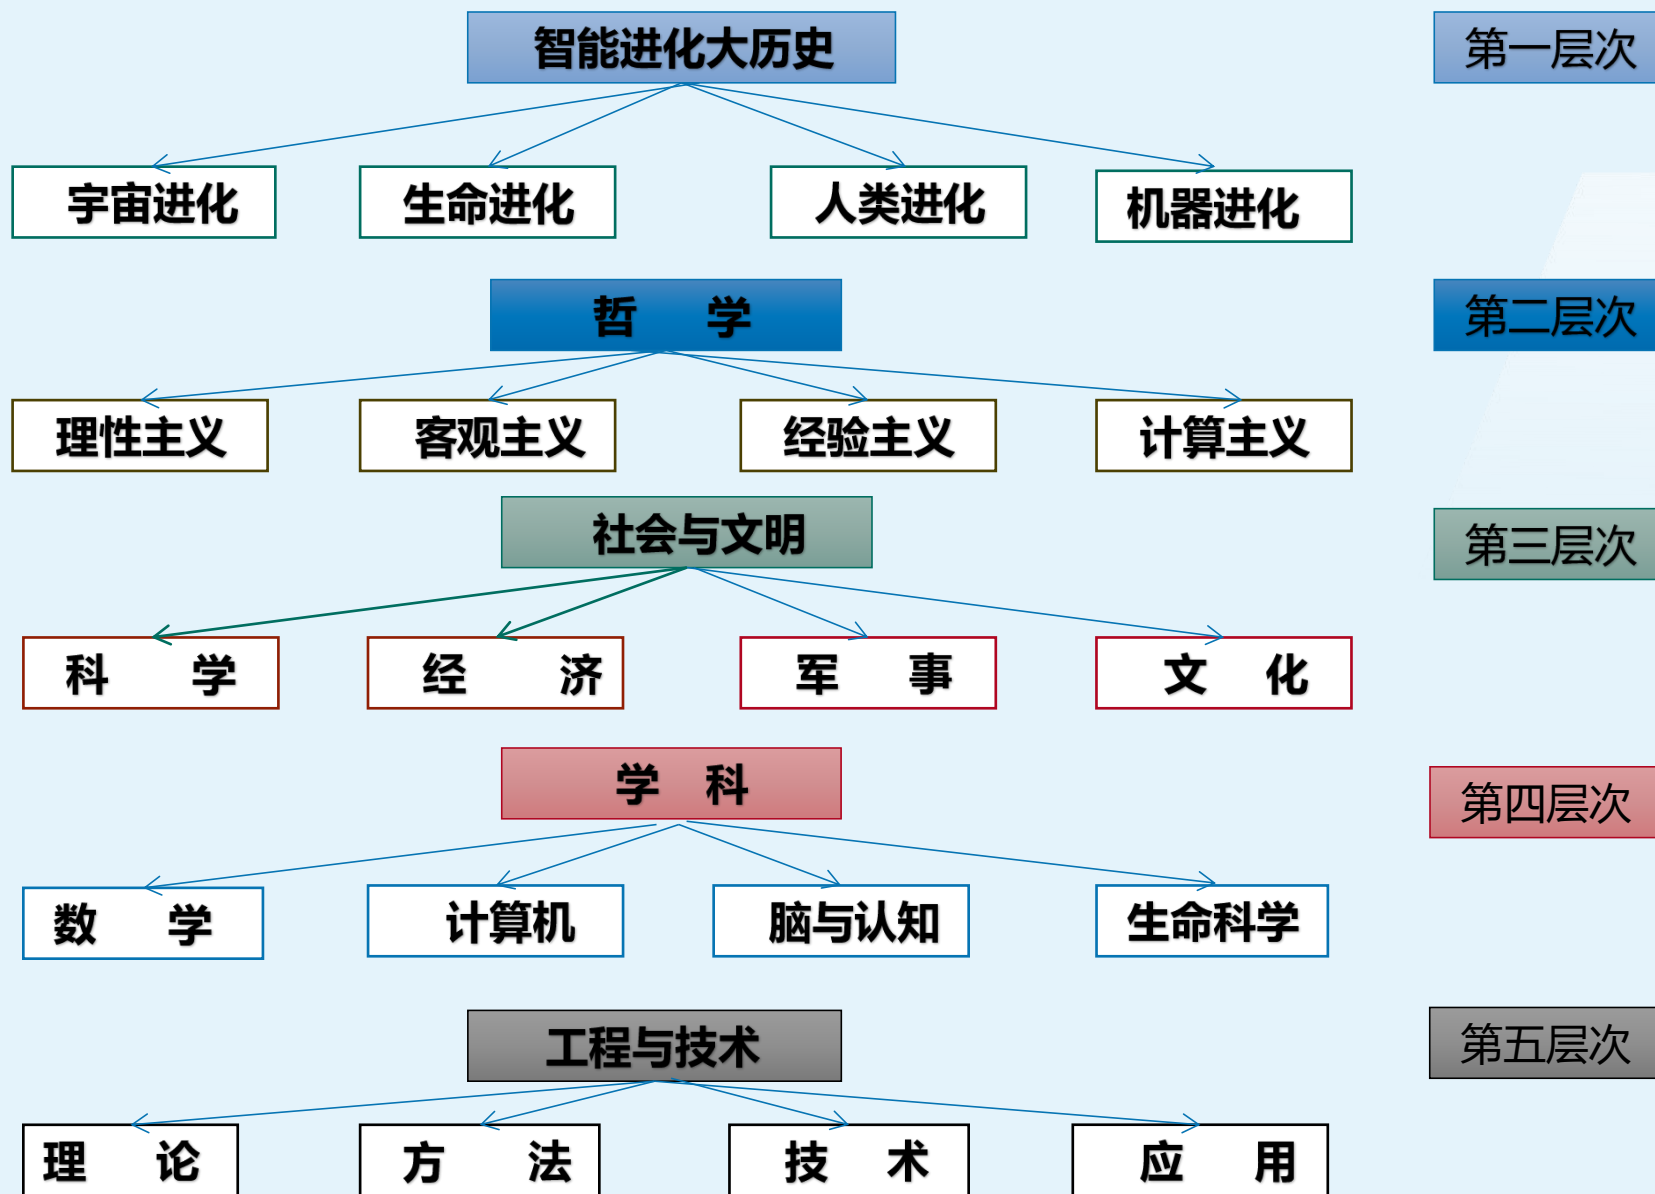 智能进化大历史 第一层次
宇宙进化 生命进化 人类进化 机器进化
哲 学 第二层次
理性主义 客观主义 经验主义 计算主义
社会与文明 第三层次
科 学 经 济 军 事 文 化
学 科 第四层次
数 学 计算机 脑与认知 生命科学
工程与技术 第五层次
理 论 方 法 技 术 应 用